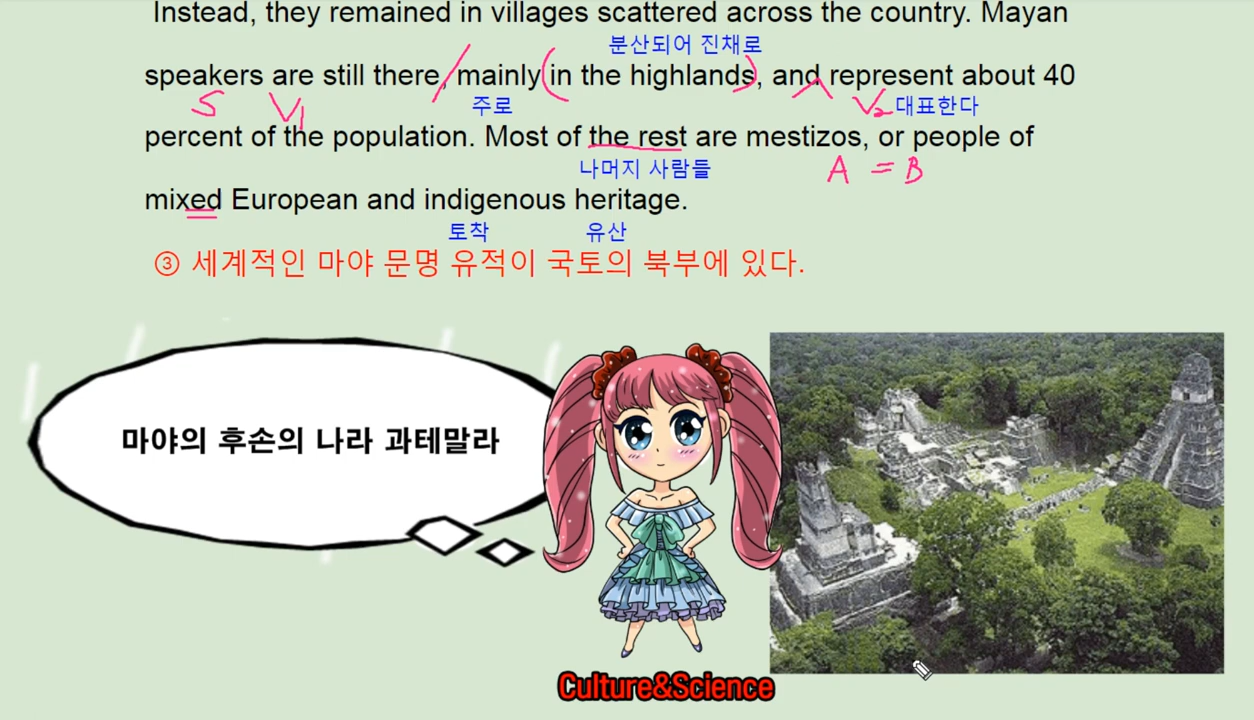 Instead, they remained in villages scattered across the country. Mayan
분산되어 진채로
speakers are still there, / mainly (in the highlands), and represent about 40
S V₁ 주로 V₂ 대표한다
percent of the population. Most of the rest are mestizos, or people of
나머지 사람들 A = B
mixed European and indigenous heritage.
토착 유산
③ 세계적인 마야 문명 유적이 국토의 북부에 있다.
마야의 후손의 나라 과테말라
Culture&Science